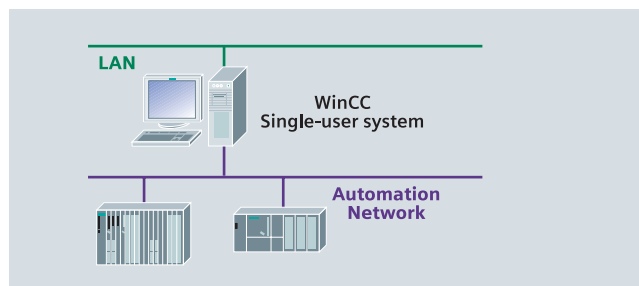 LAN
WinCC
Single-user system
Automation
Network